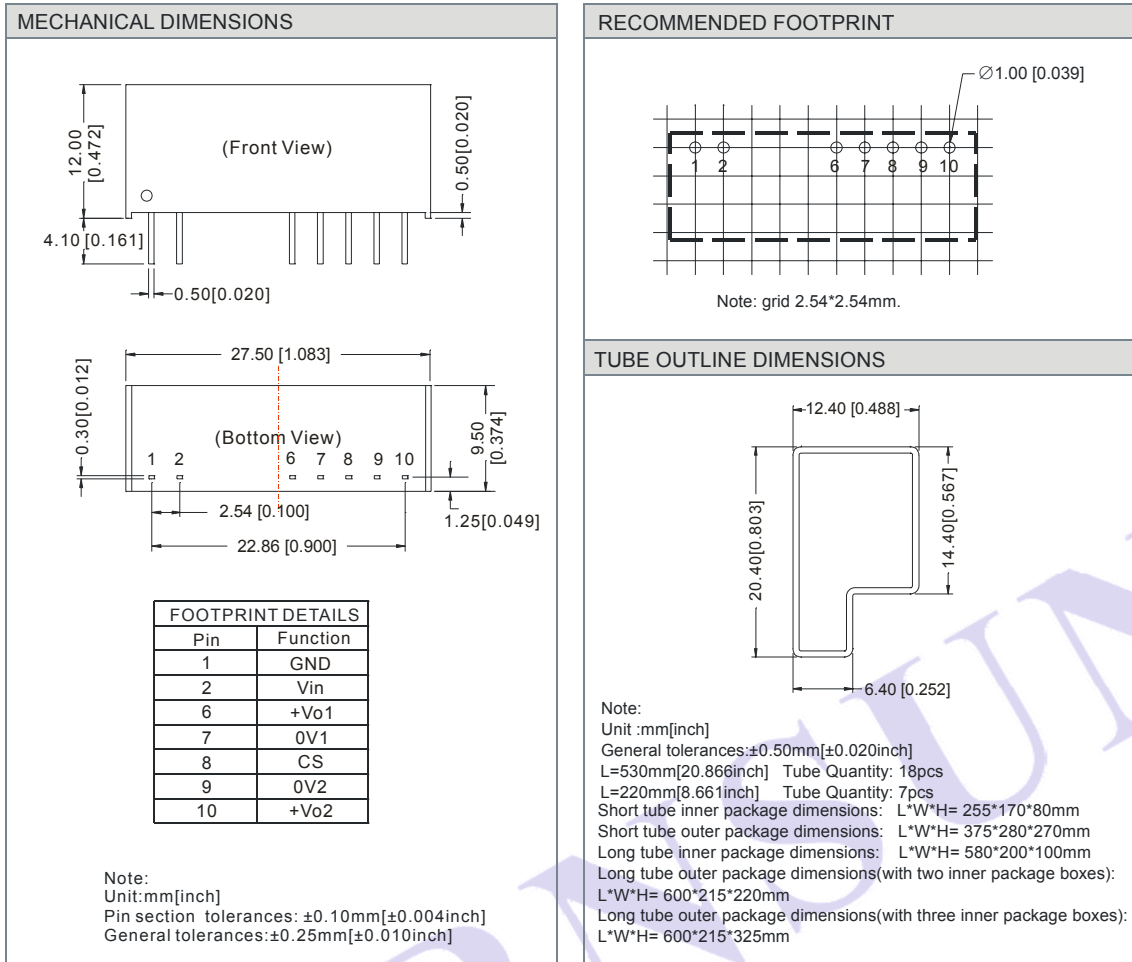 MECHANICAL DIMENSIONS
12.00
[0.472]
(Front View)
0.50[0.020]
4.10 [0.161]
0.50[0.020]
27.50 [1.083]
0.30[0.012]
(Bottom View)
9.50
[0.374]
1 2 6 7 8 9 10
2.54 [0.100]
1.25[0.049]
22.86 [0.900]
FOOTPRINT DETAILS
Pin Function
1 GND
2 Vin
6 +Vo1
7 0V1
8 CS
9 0V2
10 +Vo2
Note:
Unit:mm[inch]
Pin section tolerances: ±0.10mm[±0.004inch]
General tolerances:±0.25mm[±0.010inch]
RECOMMENDED FOOTPRINT
∅1.00 [0.039]
1 2 6 7 8 9 10
Note: grid 2.54*2.54mm.
TUBE OUTLINE DIMENSIONS
12.40 [0.488]
20.40[0.803]
14.40[0.567]
6.40 [0.252]
Note:
Unit :mm[inch]
General tolerances:±0.50mm[±0.020inch]
L=530mm[20.866inch] Tube Quantity: 18pcs
L=220mm[8.661inch] Tube Quantity: 7pcs
Short tube inner package dimensions: L*W*H= 255*170*80mm
Short tube outer package dimensions: L*W*H= 375*280*270mm
Long tube inner package dimensions: L*W*H= 580*200*100mm
Long tube outer package dimensions(with two inner package boxes):
L*W*H= 600*215*220mm
Long tube outer package dimensions(with three inner package boxes):
L*W*H= 600*215*325mm